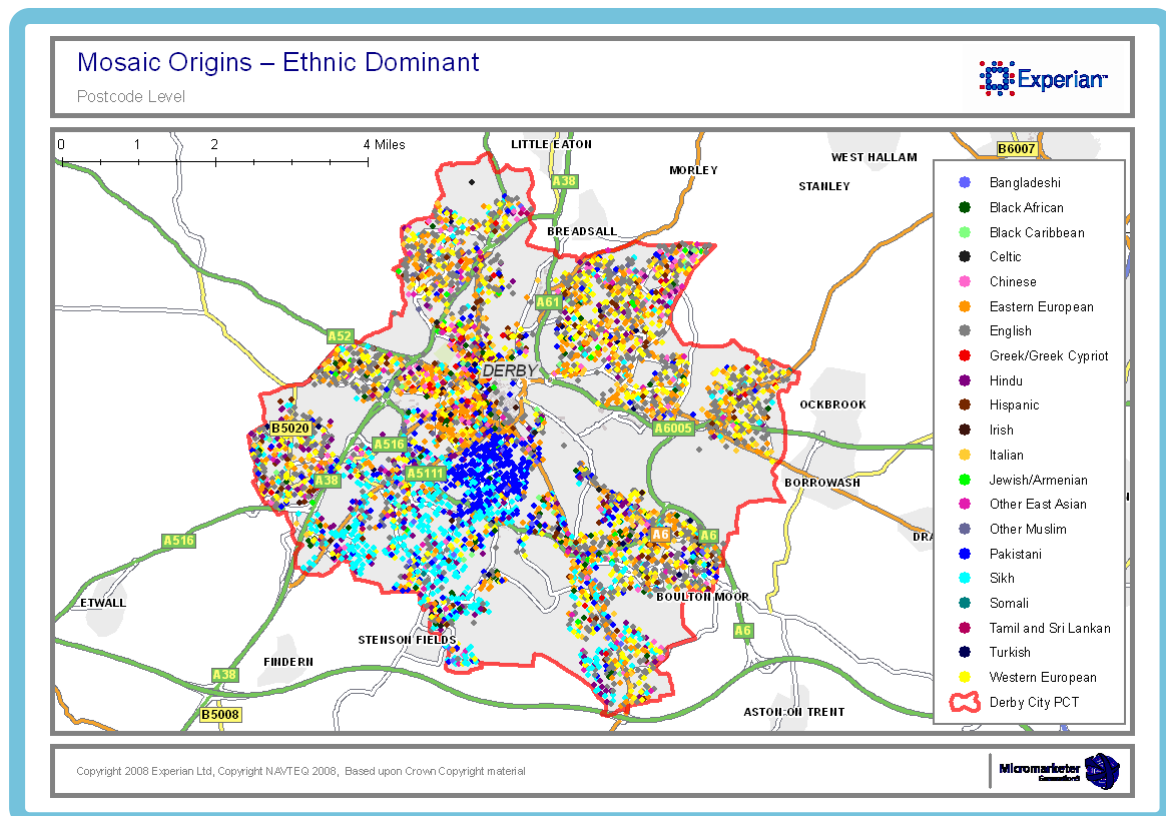 Mosaic Origins – Ethnic Dominant
Postcode Level
Experian
0 1 2 4 Miles
LITTLE EATON
B6007
WEST HALLAM
MORLEY
STANLEY
A38
BREADSALL
A61
A52
DERBY
OCKBROOK
B5020
A6005
A516
A5111
A38
BORROWASH
A516
A6
A6
ETWALL
BOULTON MOOR
A6
STENSON FIELDS
FINDERN
A38
B5008
ASTON ON TRENT
Bangladeshi
Black African
Black Caribbean
Celtic
Chinese
Eastern European
English
Greek/Greek Cypriot
Hindu
Hispanic
Irish
Italian
Jewish/Armenian
Other East Asian
Other Muslim
Pakistani
Sikh
Somali
Tamil and Sri Lankan
Turkish
Western European
Derby City PCT
Copyright 2008 Experian Ltd, Copyright NAVTEQ 2008, Based upon Crown Copyright material
Micromarketer